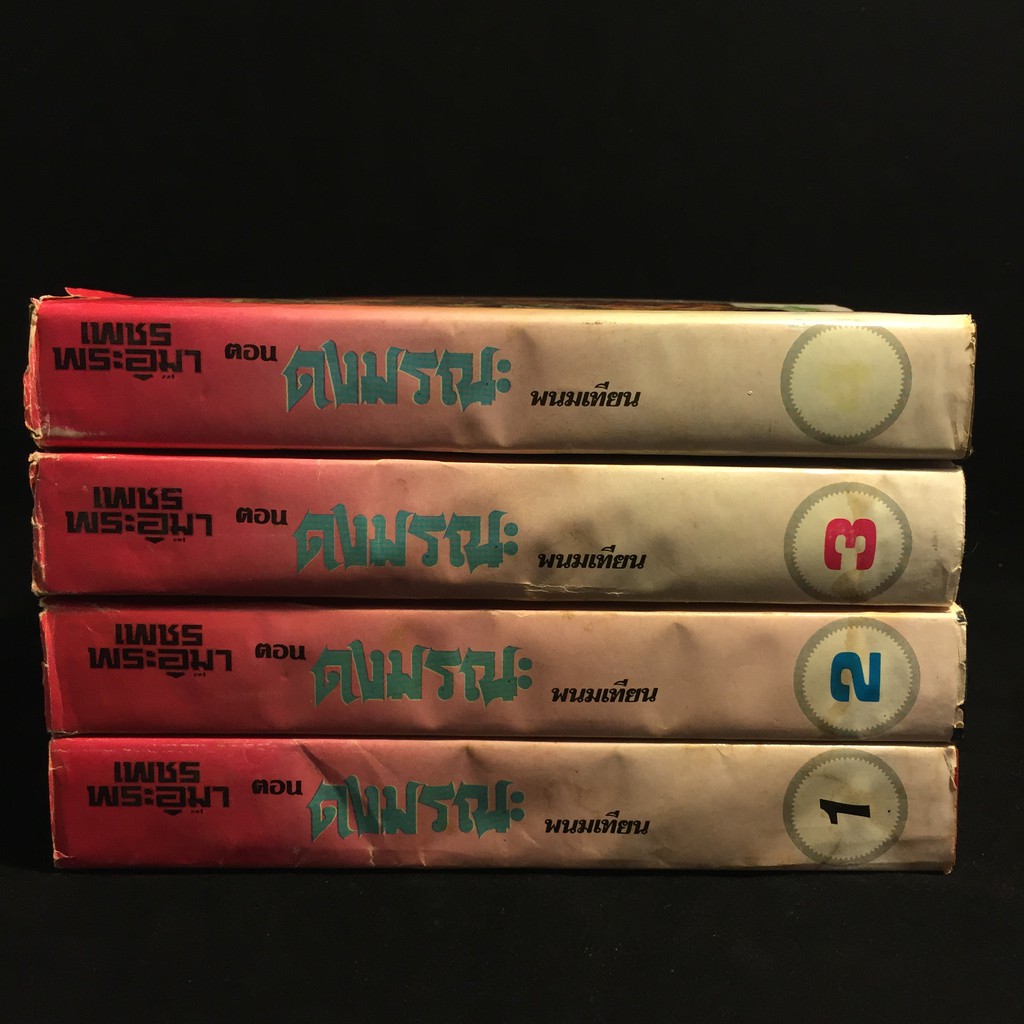 เพชร
พระอุมา ตอน ดงมรณะ พนมเทียน
เพชร
พระอุมา ตอน ดงมรณะ พนมเทียน 3
เพชร
พระอุมา ตอน ดงมรณะ พนมเทียน 2
เพชร
พระอุมา ตอน ดงมรณะ พนมเทียน 1